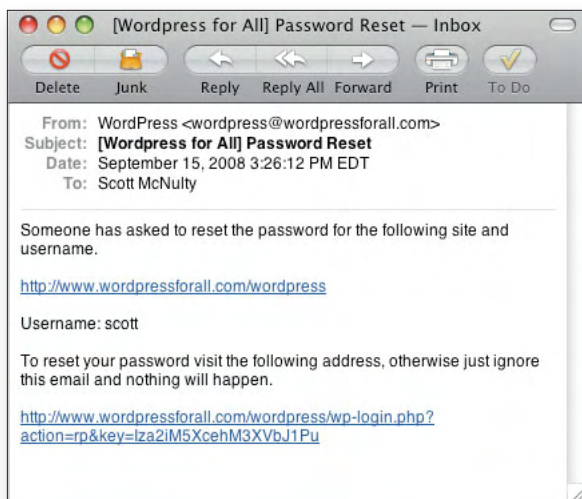 [Wordpress for All] Password Reset — Inbox
Delete Junk Reply Reply All Forward Print To Do
From: WordPress <wordpress@wordpressforall.com>
Subject: [Wordpress for All] Password Reset
Date: September 15, 2008 3:26:12 PM EDT
To: Scott McNulty
Someone has asked to reset the password for the following site and
username.
http://www.wordpressforall.com/wordpress
Username: scott
To reset your password visit the following address, otherwise just ignore
this email and nothing will happen.
http://www.wordpressforall.com/wordpress/wp-login.php?
action=rp&key=Iza2iM5XcehM3XVbJ1Pu